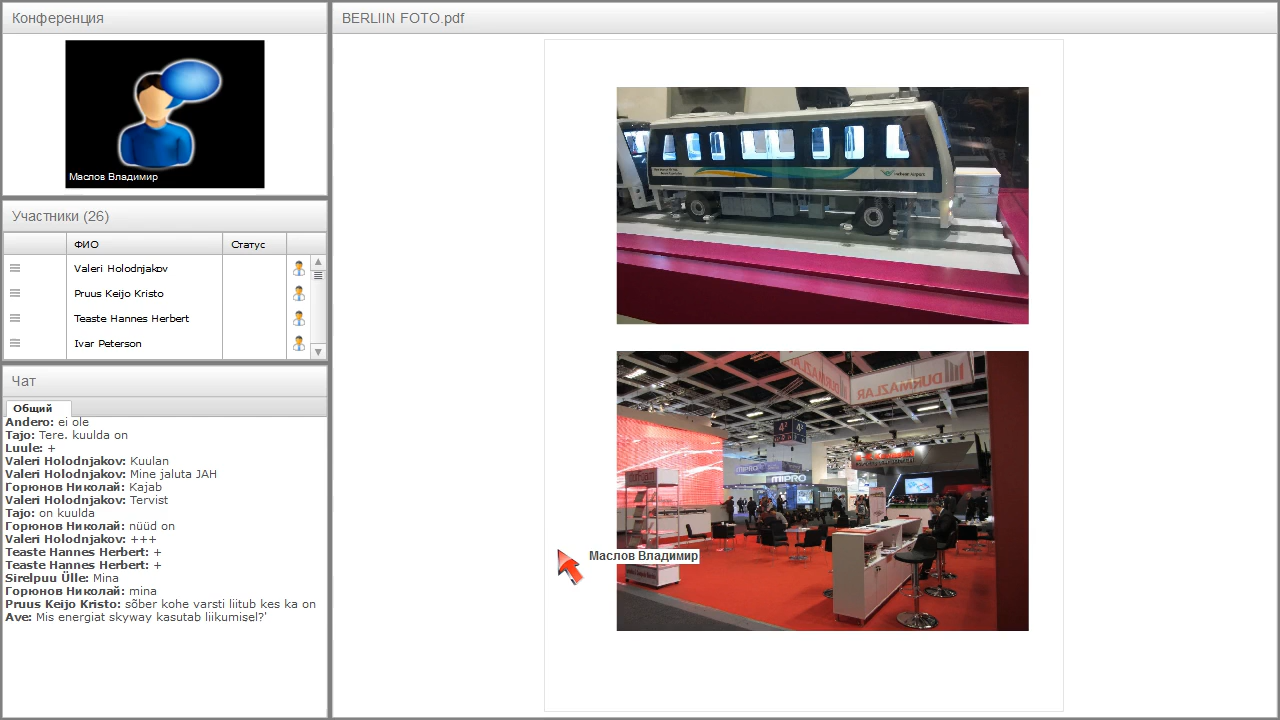 Конференция
Маслов Владимир
Участники (26)
ФИО Статус
Valeri Holodnjakov
Pruus Keijo Kristo
Teaste Hannes Herbert
Ivar Peterson
Чат
Общий
Andero: ei ole
Tajo: Tere. kuulda on
Luule: +
Valeri Holodnjakov: Kuulan
Valeri Holodnjakov: Mine jaluta JAH
Горюнов Николай: Kajab
Valeri Holodnjakov: Tervist
Tajo: on kuulda
Горюнов Николай: nüüd on
Valeri Holodnjakov: +++
Teaste Hannes Herbert: +
Teaste Hannes Herbert: +
Sirelpuu Ülle: Mina
Горюнов Николай: mina
Pruus Keijo Kristo: sõber kohe varsti liitub kes ka on
Ave: Mis energiat skyway kasutab liikumisel?'
BERLIIN FOTO.pdf
DURMAZLAR
DURMAZLAR
MIPRO
MIPRO
Маслов Владимир